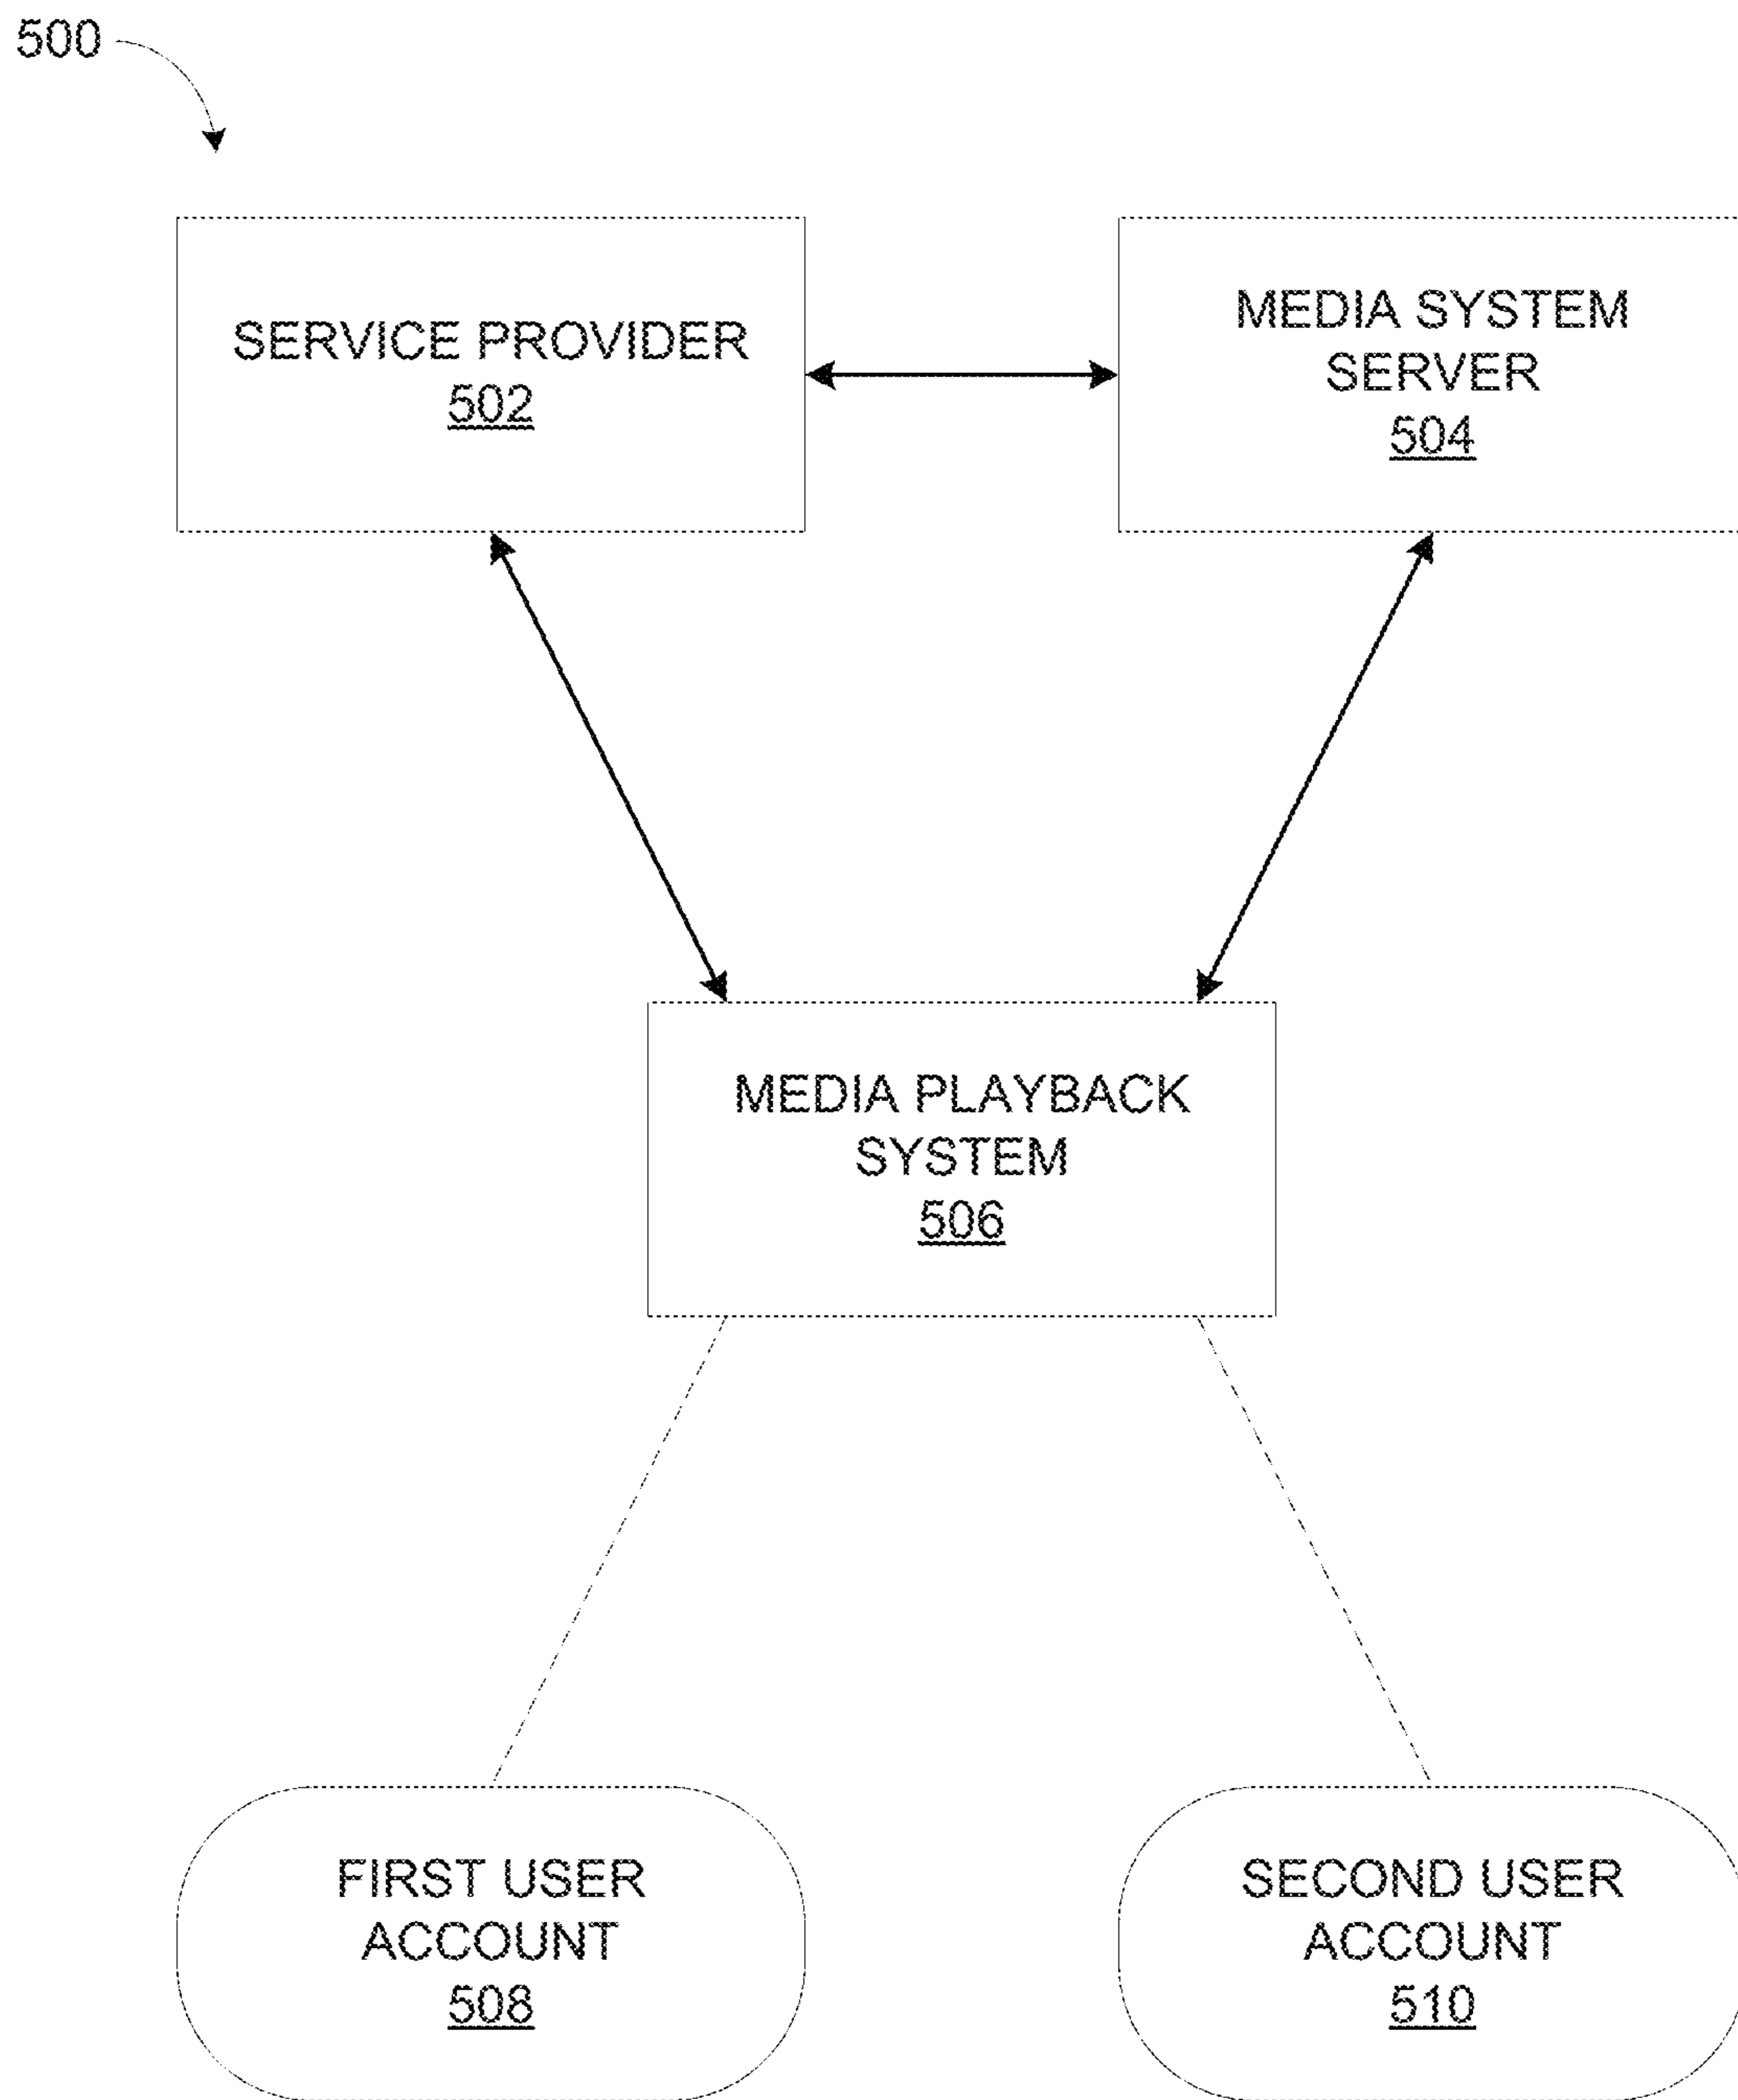 500
SERVICE PROVIDER
502
MEDIA SYSTEM
SERVER
504
MEDIA PLAYBACK
SYSTEM
506
FIRST USER
ACCOUNT
508
SECOND USER
ACCOUNT
510